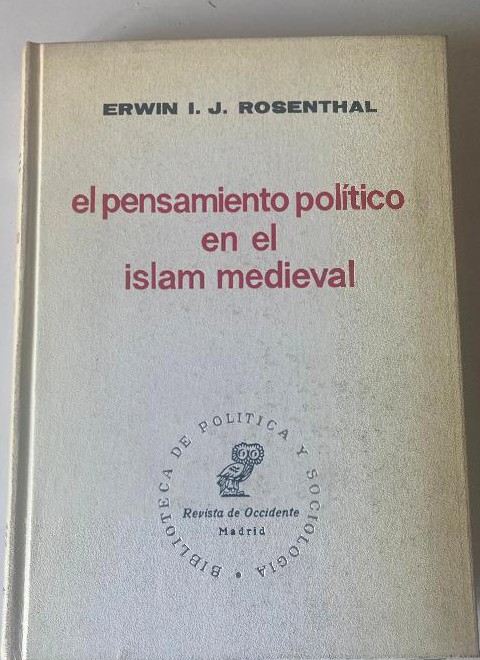 ERWIN I. J. ROSENTHAL
el pensamiento político
en el
islam medieval
BIBLIOTECA DE POLITICA Y SOCIOLOGIA •
Revista de Occidente
Madrid